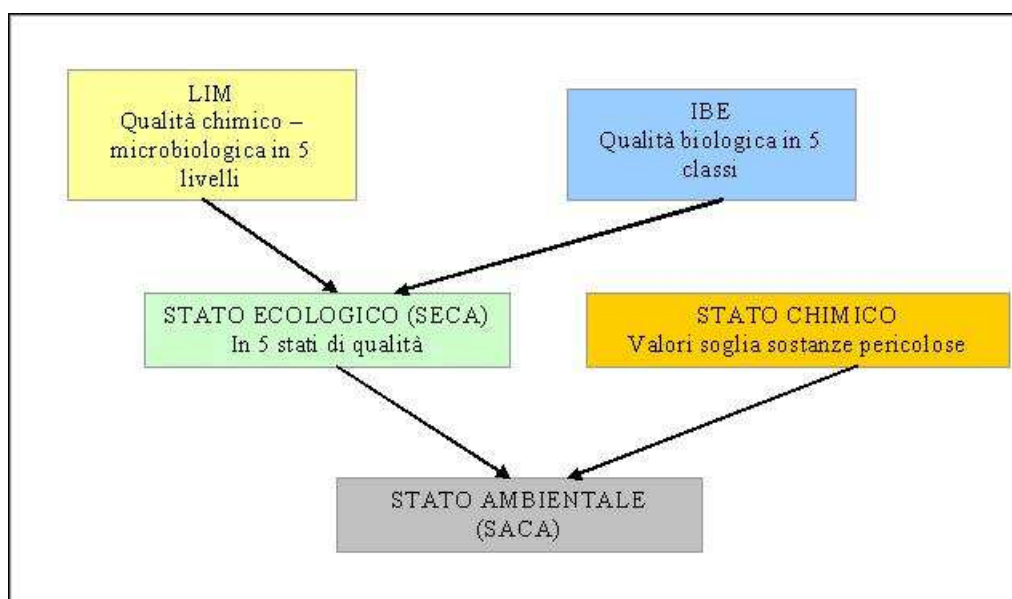 LIM
Qualità chimico –
microbiologica in 5
livelli
IBE
Qualità biologica in 5
classi
STATO ECOLOGICO (SECA)
In 5 stati di qualità
STATO CHIMICO
Valori soglia sostanze pericolose
STATO AMBIENTALE
(SACA)